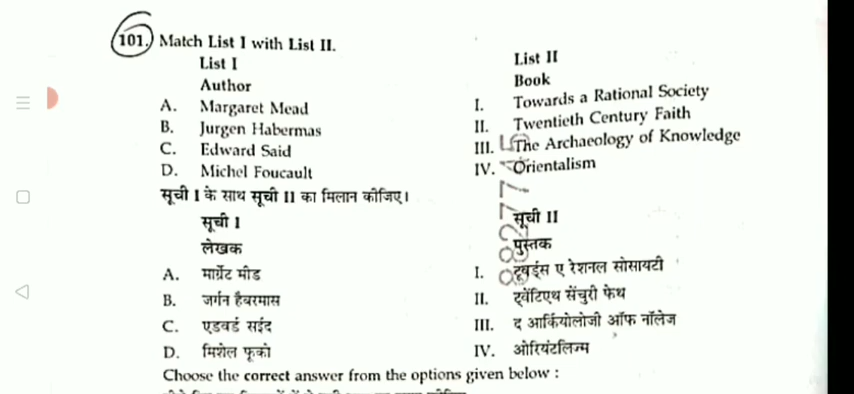 101. Match List I with List II.
List I List II
Author Book
A. Margaret Mead I. Towards a Rational Society
B. Jurgen Habermas II. Twentieth Century Faith
C. Edward Said III. The Archaeology of Knowledge
D. Michel Foucault IV. Orientalism
सूची I के साथ सूची II का मिलान कीजिए।
सूची I सूची II
लेखक पुस्तक
A. मार्ग्रेट मीड I. टूवर्ड्स ए रेशनल सोसायटी
B. जर्गन हैबरमास II. ट्वेंटिएथ सेंचुरी फेथ
C. एडवर्ड सईद III. द आर्कियोलोजी ऑफ नॉलेज
D. मिशेल फूको IV. ओरियंटलिज्म
Choose the correct answer from the options given below :